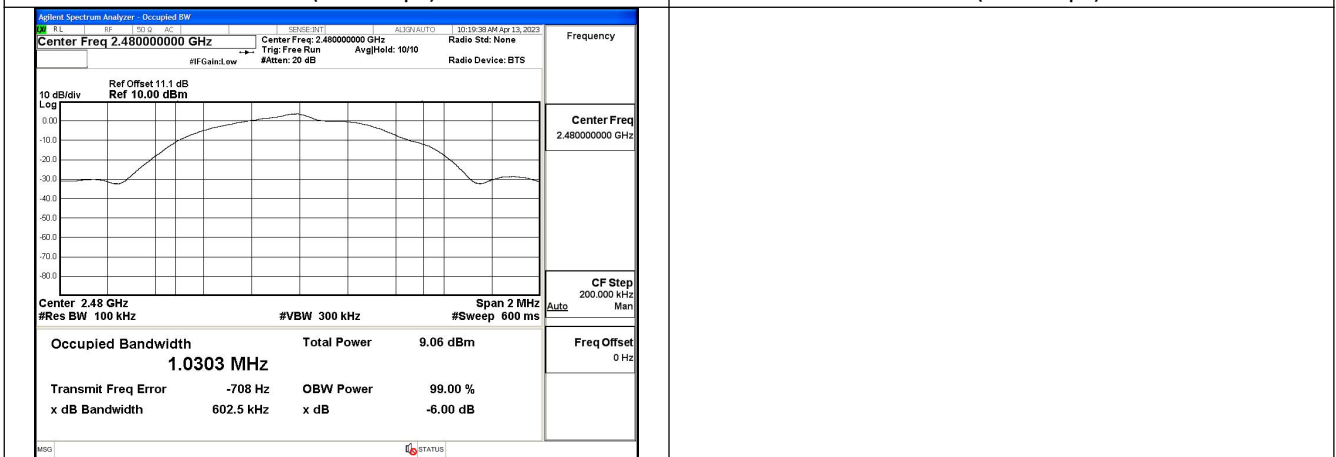 Agilent Spectrum Analyzer - Occupied BW
RL RF 50 Ω AC SENSE:INT ALIGNAUTO 10:19:38 AM Apr 13, 2023
Center Freq 2.480000000 GHz
Center Freq: 2.480000000 GHz
Radio Std: None
Frequency
Trig: Free Run Avg|Hold: 10/10
#IFGain:Low #Atten: 20 dB Radio Device: BTS
Ref Offset 11.1 dB
10 dB/div Ref 10.00 dBm
Log
0.00
-10.0
-20.0
-30.0
-40.0
-50.0
-60.0
-70.0
-80.0
Center Freq
2.480000000 GHz
CF Step
200.000 kHz
Auto Man
Freq Offset
0 Hz
Center 2.48 GHz Span 2 MHz
#Res BW 100 kHz #VBW 300 kHz #Sweep 600 ms
Occupied Bandwidth Total Power 9.06 dBm
1.0303 MHz
Transmit Freq Error -708 Hz OBW Power 99.00 %
x dB Bandwidth 602.5 kHz x dB -6.00 dB
MSG STATUS